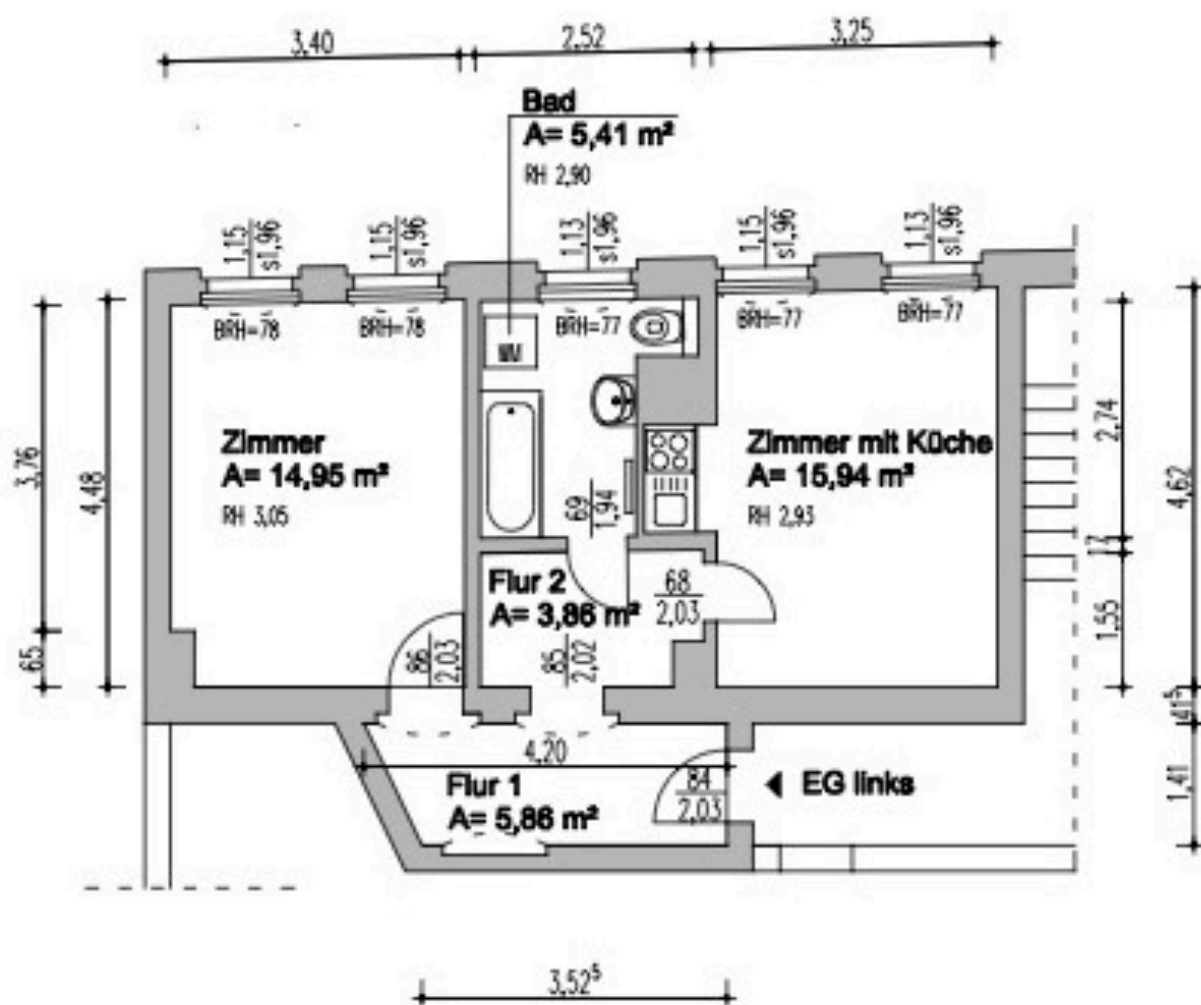 3,40
2,52
3,25
Bad
A= 5,41 m²
RH 2,90
1,15
s1,96
1,15
s1,96
1,13
s1,96
1,15
s1,96
1,13
s1,96
BRH=78
BRH=78
BRH=77
BRH=77
BRH=77
WM
3,76
4,48
65
Zimmer
A= 14,95 m²
RH 3,05
69
1,94
Zimmer mit Küche
A= 15,94 m²
RH 2,93
2,74
17
1,55
4,62
41⁵
1,41
Flur 2
A= 3,86 m²
68
2,03
86
2,03
85
2,02
4,20
Flur 1
A= 5,86 m²
84
2,03
EG links
3,52⁵